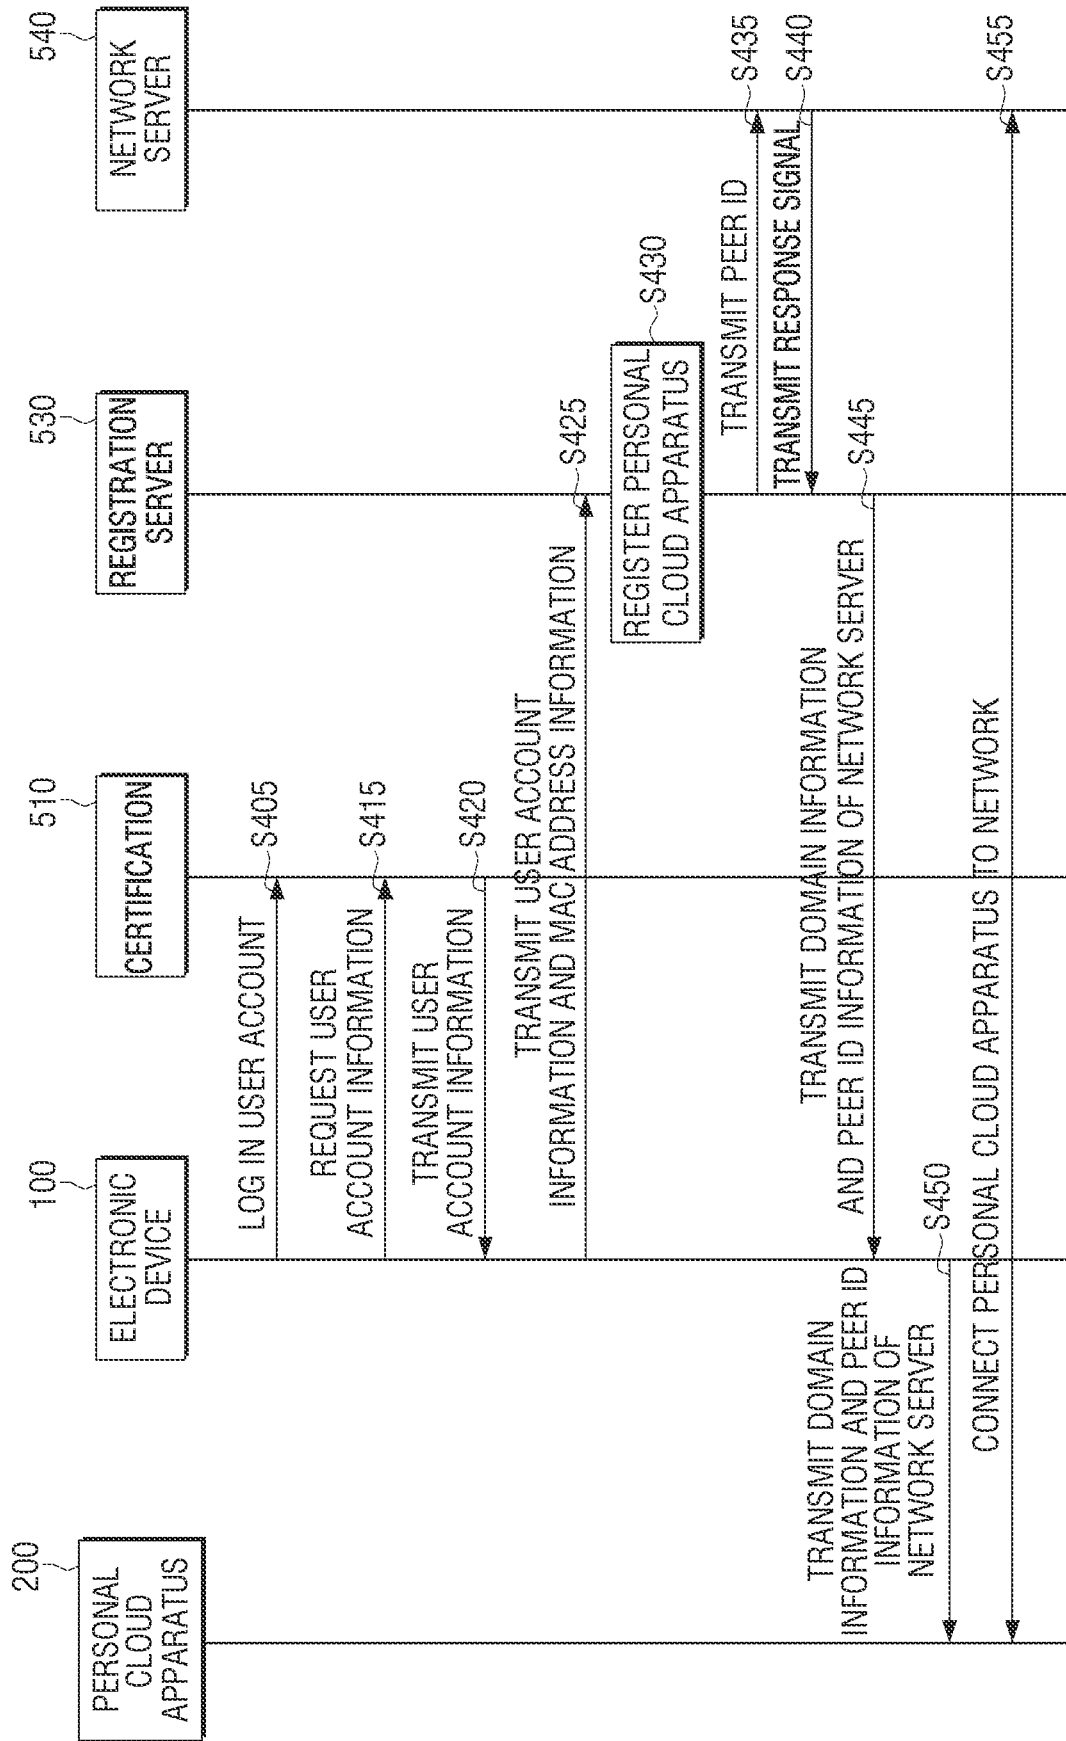 200
PERSONAL
CLOUD
APPARATUS
100
ELECTRONIC
DEVICE
510
CERTIFICATION
530
REGISTRATION
SERVER
540
NETWORK
SERVER
LOG IN USER ACCOUNT
S405
REQUEST USER
ACCOUNT INFORMATION
S415
TRANSMIT USER
ACCOUNT INFORMATION
S420
TRANSMIT USER ACCOUNT
INFORMATION AND MAC ADDRESS INFORMATION
S425
REGISTER PERSONAL
CLOUD APPARATUS
S430
TRANSMIT PEER ID
S435
TRANSMIT RESPONSE SIGNAL
S440
TRANSMIT DOMAIN INFORMATION
AND PEER ID INFORMATION OF NETWORK SERVER
S445
TRANSMIT DOMAIN
INFORMATION AND PEER ID
INFORMATION OF
NETWORK SERVER
S450
CONNECT PERSONAL CLOUD APPARATUS TO NETWORK
S455